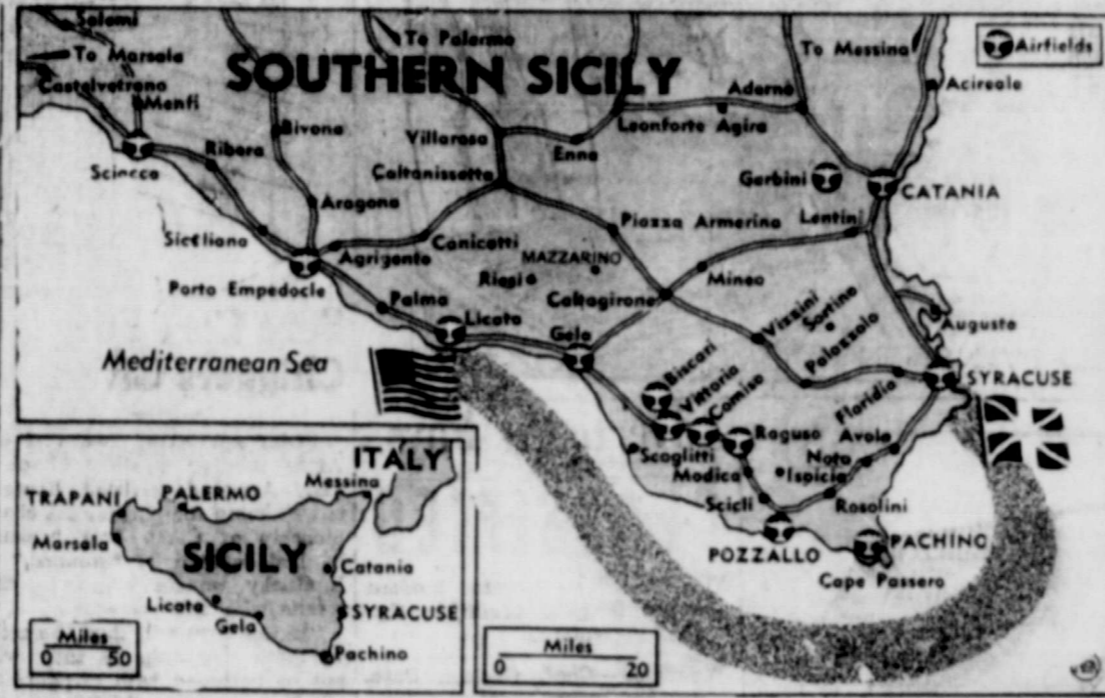 Salemi
To Marsala
Castelvetrano
Menfi
To Palermo
SOUTHERN SICILY
To Messina
Airfields
Acireale
Aderno
Leonforte Agira
Bivona
Villarosa
Enna
Ribera
Sciacca
Caltanissetta
Gerbini
CATANIA
Aragona
Piazza Armerina
Lentini
Siciliana
Canicatti
Agrigento
MAZZARINO
Riesi
Mineo
Porto Empedocle
Palma
Caltagirone
Licata
Gela
Vizzini
Sortino
Palazzolo
Augusta
Mediterranean Sea
Biscari
Vittoria
Comiso
Floridia
SYRACUSE
Ragusa
Avola
Scoglitti
Modica
Noto
Ispicia
Scicli
Rosolini
POZZALLO
PACHINO
Cape Passero
ITALY
Messina
TRAPANI
PALERMO
Marsala
SICILY
Catania
Licata
SYRACUSE
Gela
Pachino
Miles
0 50
Miles
0 20